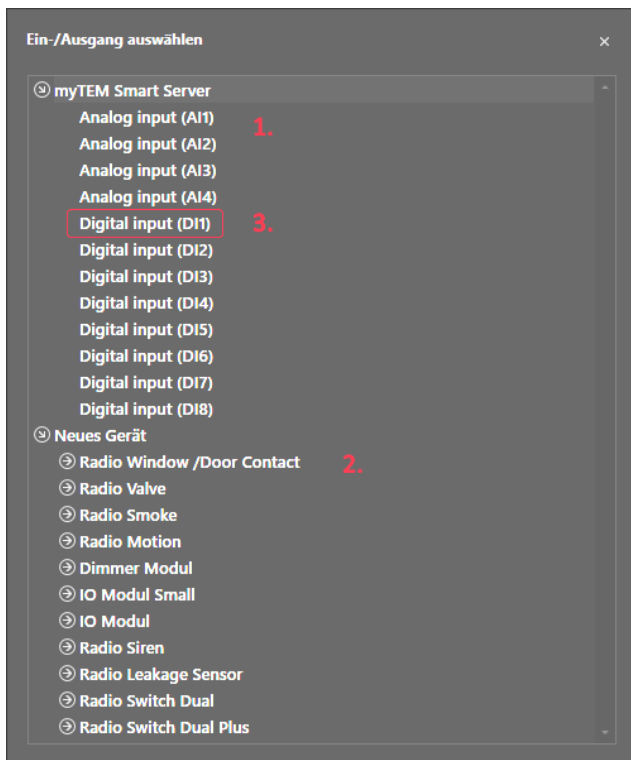 Ein-/Ausgang auswählen
myTEM Smart Server
Analog input (AI1)
1.
Analog input (AI2)
Analog input (AI3)
Analog input (AI4)
Digital input (DI1)
3.
Digital input (DI2)
Digital input (DI3)
Digital input (DI4)
Digital input (DI5)
Digital input (DI6)
Digital input (DI7)
Digital input (DI8)
Neues Gerät
Radio Window /Door Contact
2.
Radio Valve
Radio Smoke
Radio Motion
Dimmer Modul
IO Modul Small
IO Modul
Radio Siren
Radio Leakage Sensor
Radio Switch Dual
Radio Switch Dual Plus